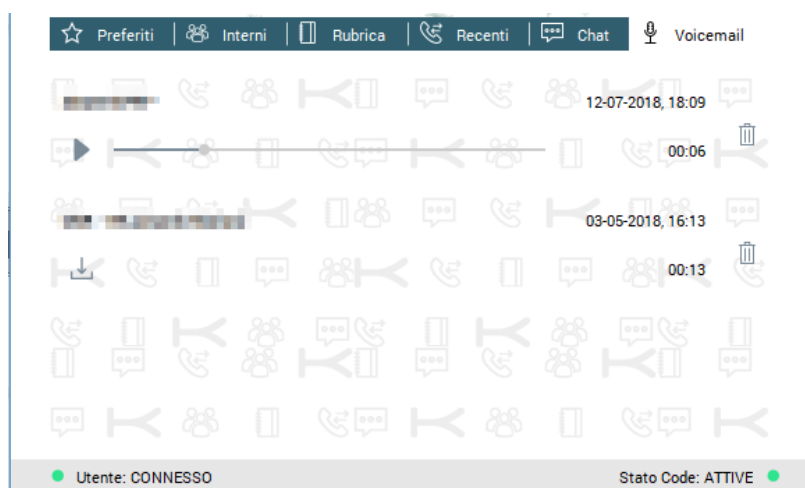 Preferiti Interni Rubrica Recenti Chat Voicemail
12-07-2018, 18:09
00:06
03-05-2018, 16:13
00:13
Utente: CONNESSO Stato Code: ATTIVE